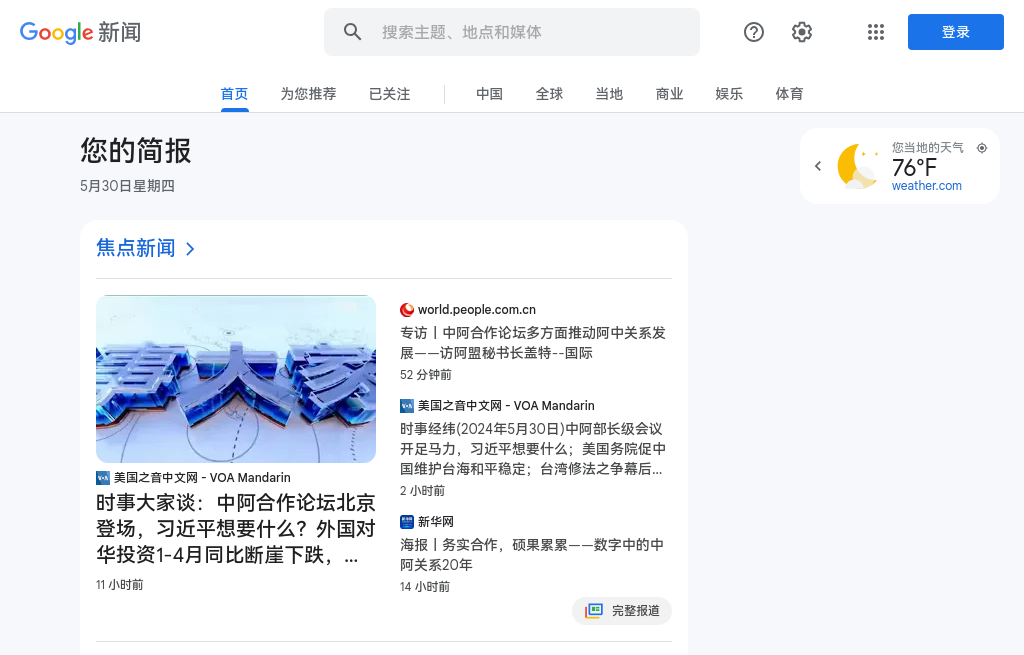 Google 新闻
搜索主题、地点和媒体
登录
首页
为您推荐
已关注
中国
全球
当地
商业
娱乐
体育
您的简报
5月30日星期四
您当地的天气
76°F
weather.com
焦点新闻
事大家
VOA
美国之音中文网 - VOA Mandarin
时事大家谈：中阿合作论坛北京
登场，习近平想要什么？外国对
华投资1-4月同比断崖下跌，...
11 小时前
world.people.com.cn
专访丨中阿合作论坛多方面推动阿中关系发
展——访阿盟秘书长盖特--国际
52 分钟前
VOA
美国之音中文网 - VOA Mandarin
时事经纬(2024年5月30日)中阿部长级会议
开足马力，习近平想要什么；美国务院促中
国维护台海和平稳定；台湾修法之争幕后...
2 小时前
新华网
海报丨务实合作，硕果累累——数字中的中
阿关系20年
14 小时前
完整报道